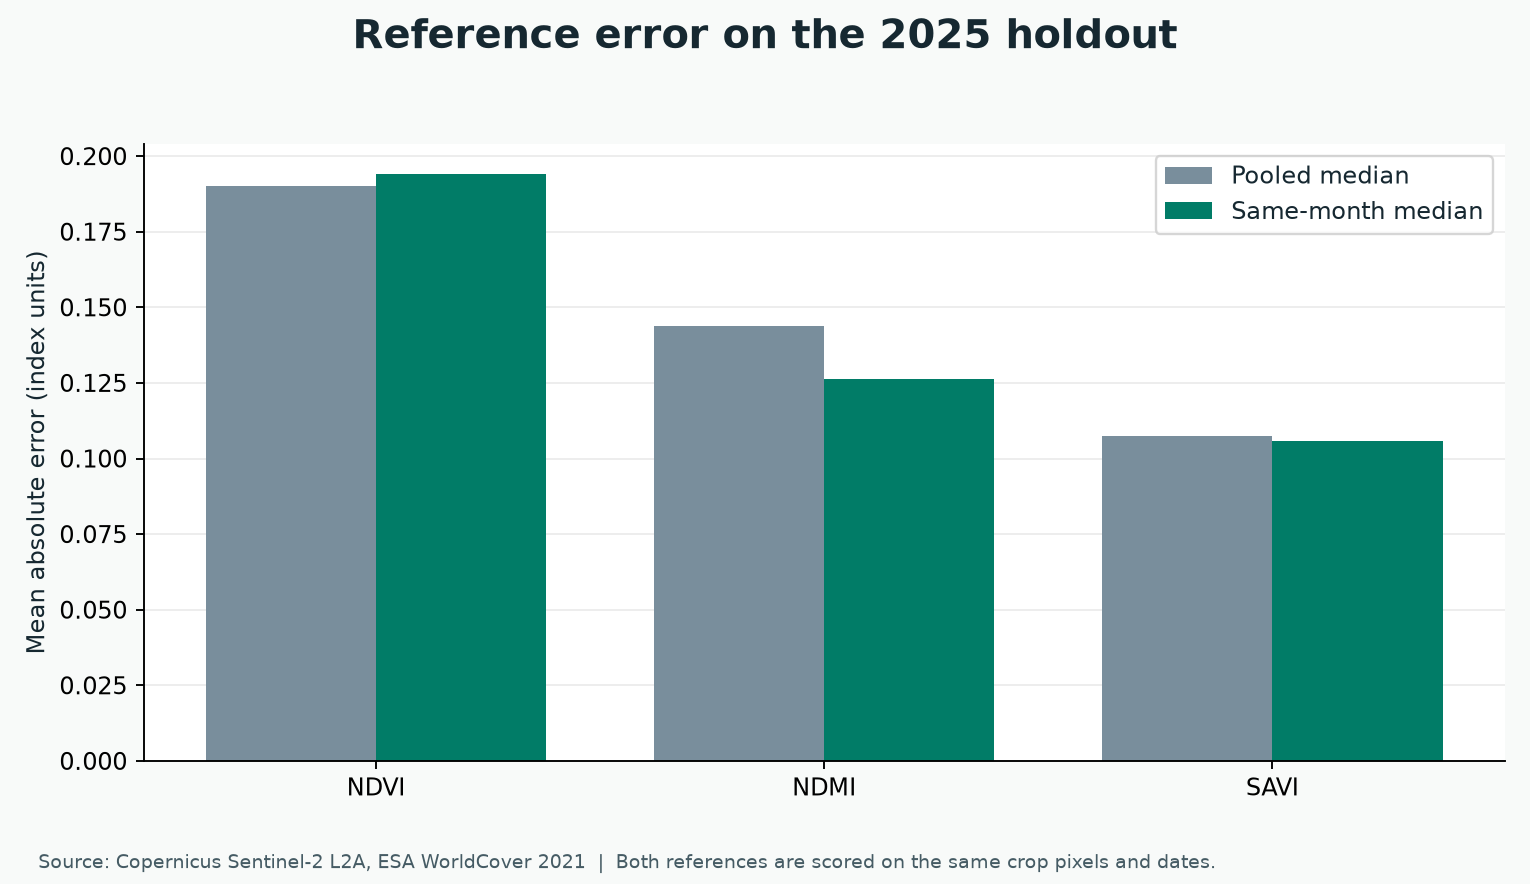 Reference error on the 2025 holdout
Mean absolute error (index units)
0.200
0.175
0.150
0.125
0.100
0.075
0.050
0.025
0.000
Pooled median
Same-month median
NDVI
NDMI
SAVI
Source: Copernicus Sentinel-2 L2A, ESA WorldCover 2021 | Both references are scored on the same crop pixels and dates.